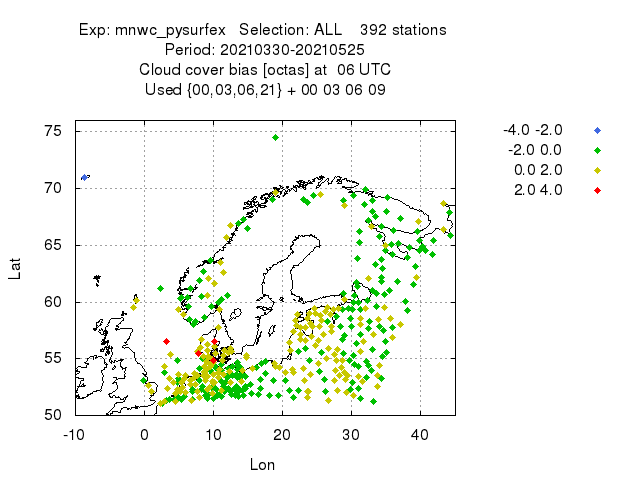 Exp: mnwc_pysurfex   Selection: ALL    392 stations
Period: 20210330-20210525
Cloud cover bias [octas] at  06 UTC
Used {00,03,06,21} + 00 03 06 09
-4.0 -2.0
-2.0 0.0
0.0 2.0
2.0 4.0
75
70
65
60
55
50
Lat
-10 0 10 20 30 40
Lon